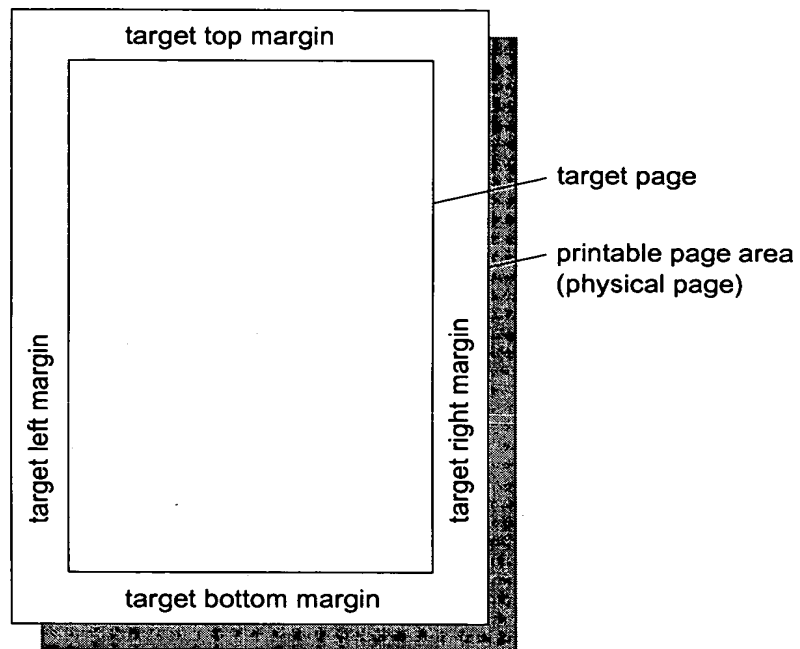 target top margin
target page
printable page area
(physical page)
target left margin
target right margin
target bottom margin